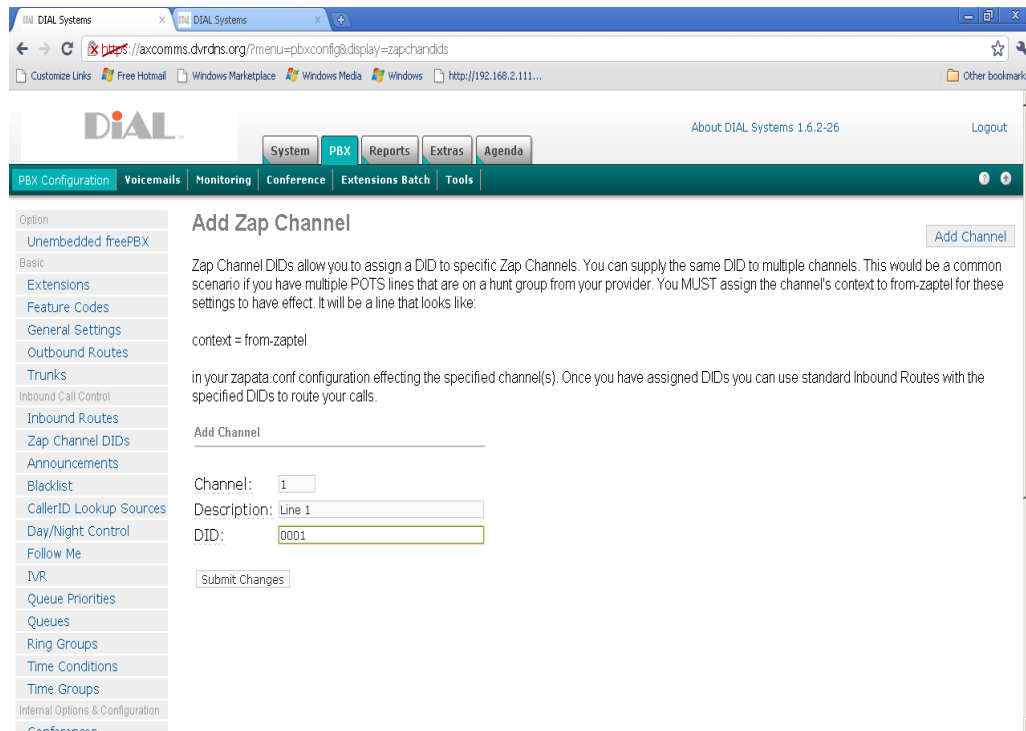 DIAL Systems
DIAL Systems
https://axcomms.dvrdns.org/?menu=pbxconfig&display=zapchandids
Customize Links Free Hotmail Windows Marketplace Windows Media Windows http://192.168.2.111... Other bookmark
DiAL
About DIAL Systems 1.6.2-26 Logout
System PBX Reports Extras Agenda
PBX Configuration Voicemails Monitoring Conference Extensions Batch Tools
Option
Unembedded freePBX
Basic
Extensions
Feature Codes
General Settings
Outbound Routes
Trunks
Inbound Call Control
Inbound Routes
Zap Channel DIDs
Announcements
Blacklist
CallerID Lookup Sources
Day/Night Control
Follow Me
IVR
Queue Priorities
Queues
Ring Groups
Time Conditions
Time Groups
Internal Options & Configuration
Conferences
Add Zap Channel
Add Channel
Zap Channel DIDs allow you to assign a DID to specific Zap Channels. You can supply the same DID to multiple channels. This would be a common
scenario if you have multiple POTS lines that are on a hunt group from your provider. You MUST assign the channel's context to from-zaptel for these
settings to have effect. It will be a line that looks like:
context = from-zaptel
in your zapata.conf configuration effecting the specified channel(s). Once you have assigned DIDs you can use standard Inbound Routes with the
specified DIDs to route your calls.
Add Channel
Channel: 1
Description: Line 1
DID: 0001
Submit Changes